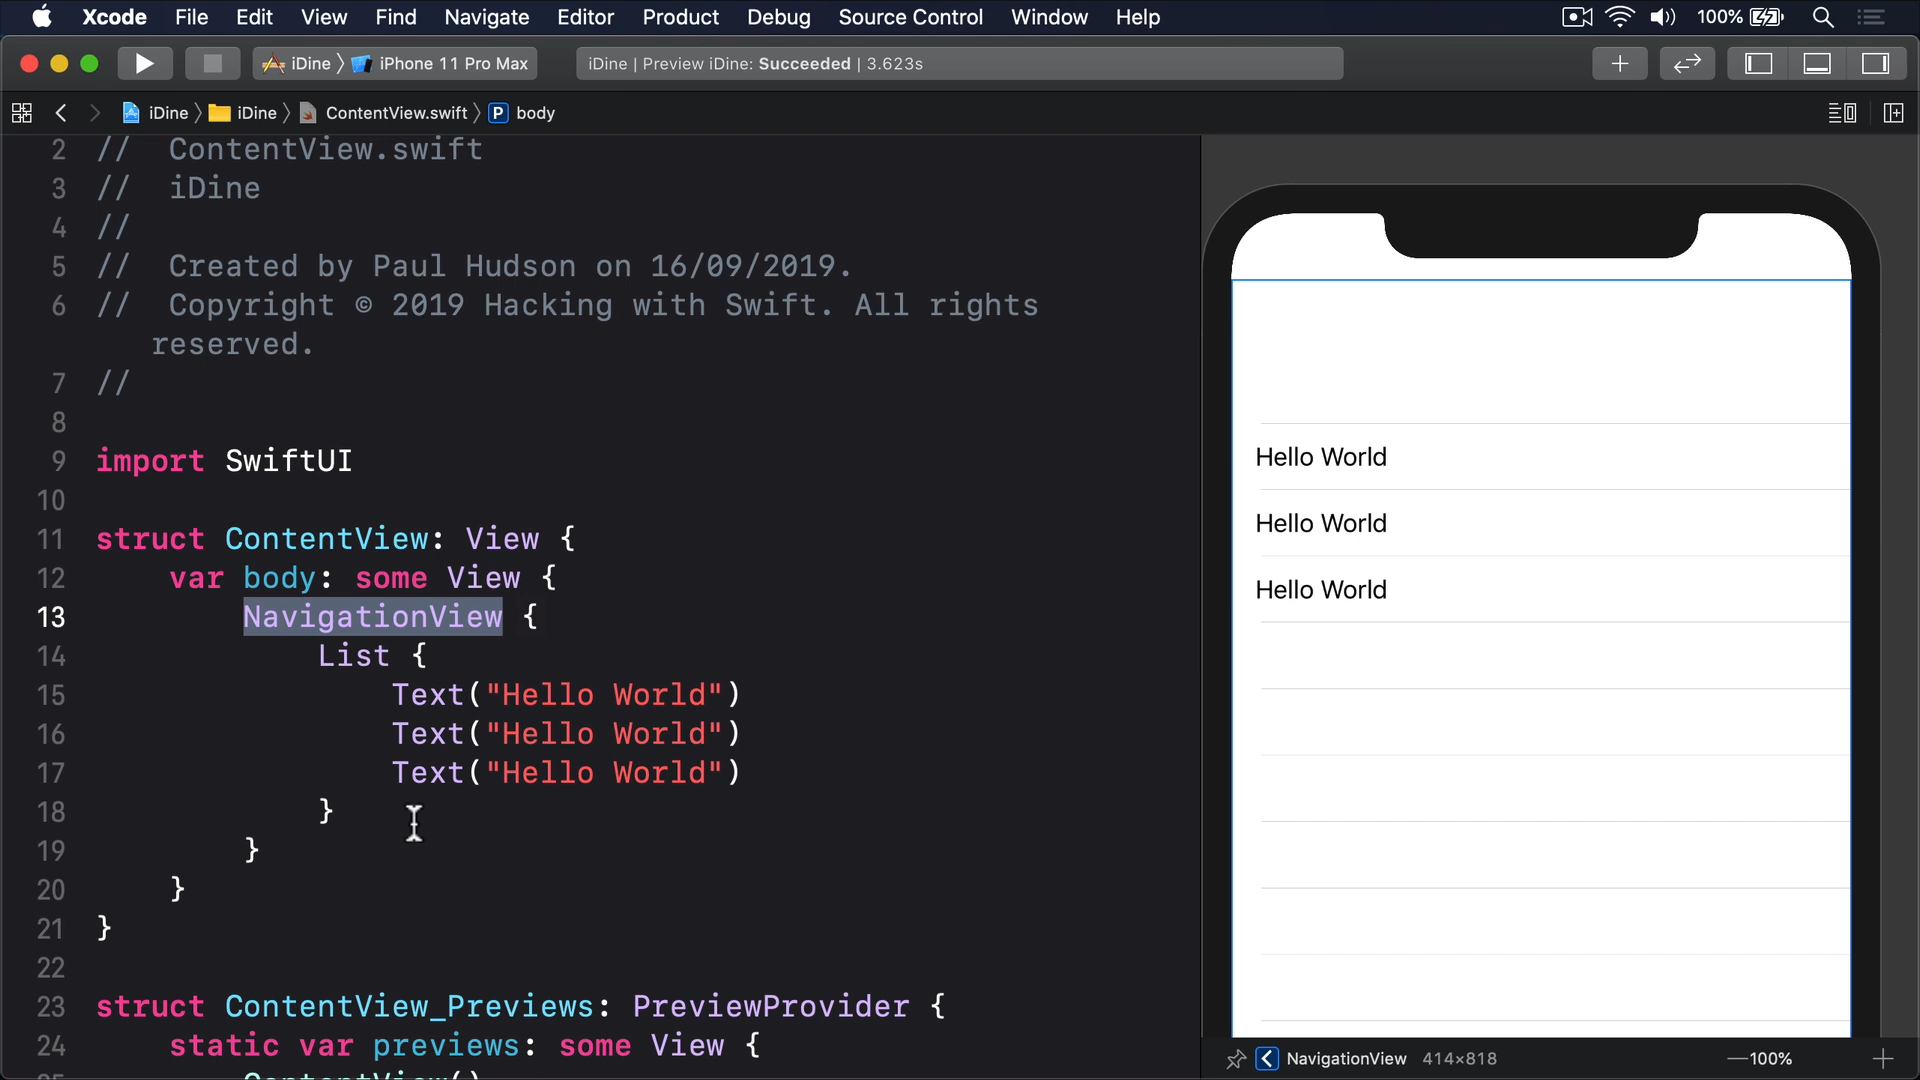 Xcode File Edit View Find Navigate Editor Product Debug Source Control Window Help 100%
iDine iPhone 11 Pro Max iDine | Preview iDine: Succeeded | 3.623s
iDine iDine ContentView.swift P body
2 // ContentView.swift
3 // iDine
4 //
5 // Created by Paul Hudson on 16/09/2019.
6 // Copyright © 2019 Hacking with Swift. All rights
reserved.
7 //
8
9 import SwiftUI
10
11 struct ContentView: View {
12 var body: some View {
13 NavigationView {
14 List {
15 Text("Hello World")
16 Text("Hello World")
17 Text("Hello World")
18 }
19 }
20 }
21 }
22
23 struct ContentView_Previews: PreviewProvider {
24 static var previews: some View {
Hello World
Hello World
Hello World
NavigationView 414×818 100%